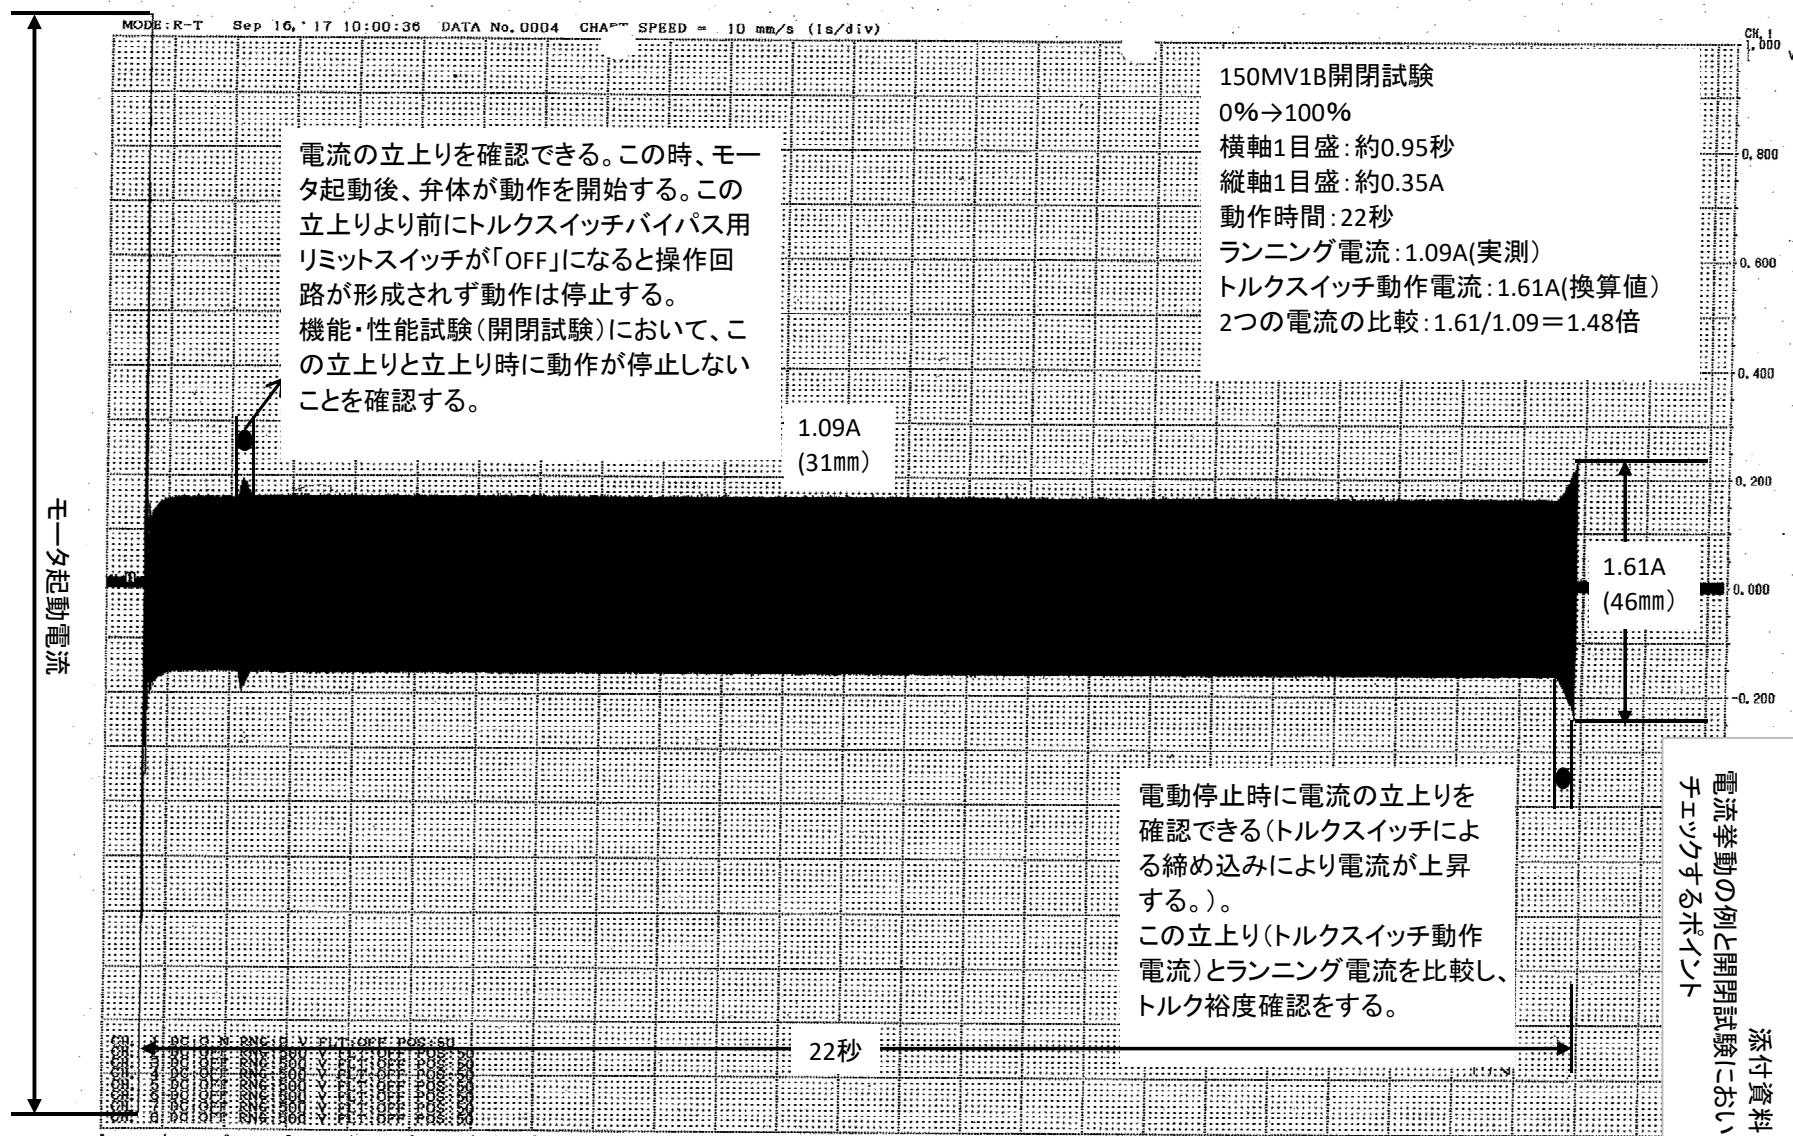 MODE:R-T Sep 16,'17 10:00:36 DATA No.0004 CHART SPEED = 10 mm/s (1s/div)
CH.1
1.000
V
150MV1B開閉試験
0%→100%
横軸1目盛：約0.95秒
縦軸1目盛：約0.35A
動作時間：22秒
ランニング電流：1.09A(実測）
トルクスイッチ動作電流：1.61A(換算値）
2つの電流の比較：1.61/1.09＝1.48倍
電流の立上りを確認できる。この時、モー
タ起動後、弁体が動作を開始する。この
立上りより前にトルクスイッチバイパス用
リミットスイッチが「OFF」になると操作回
路が形成されず動作は停止する。
機能・性能試験（開閉試験）において、こ
の立上りと立上り時に動作が停止しない
ことを確認する。
0.800
0.600
0.400
0.200
0.000
-0.200
1.09A
(31㎜）
モータ起動電流
1.61A
(46㎜）
電動停止時に電流の立上りを
確認できる（トルクスイッチによ
る締め込みにより電流が上昇
する。）。
この立上り（トルクスイッチ動作
電流）とランニング電流を比較し、
トルク裕度確認をする。
22秒
添付資料
電流挙動の例と開閉試験におい
チェックするポイント